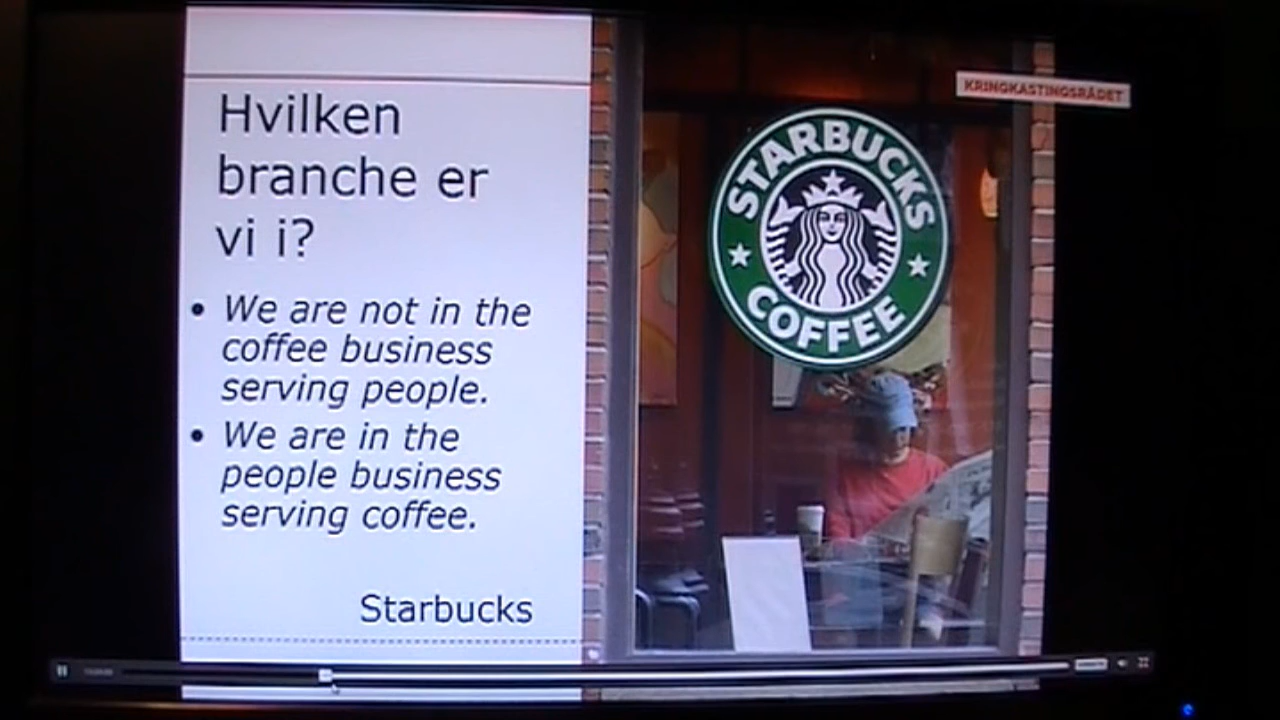 Hvilken
branche er
vi i?
• We are not in the
coffee business
serving people.
• We are in the
people business
serving coffee.
Starbucks
KRINGKASTINGSRÅDET
STARBUCKS
COFFEE